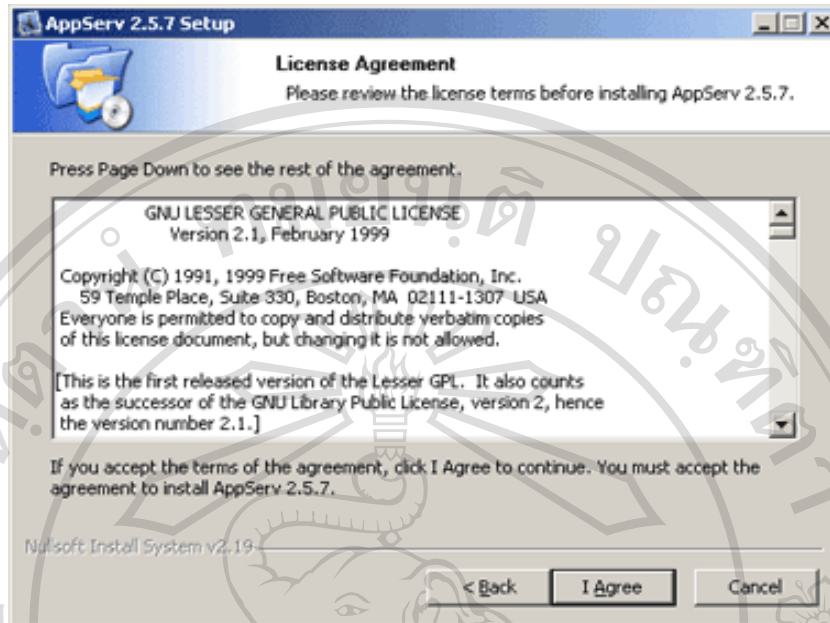 AppServ 2.5.7 Setup
License Agreement
Please review the license terms before installing AppServ 2.5.7.
Press Page Down to see the rest of the agreement.
GNU LESSER GENERAL PUBLIC LICENSE
Version 2.1, February 1999
Copyright (C) 1991, 1999 Free Software Foundation, Inc.
59 Temple Place, Suite 330, Boston, MA 02111-1307 USA
Everyone is permitted to copy and distribute verbatim copies
of this license document, but changing it is not allowed.
[This is the first released version of the Lesser GPL. It also counts
as the successor of the GNU Library Public License, version 2, hence
the version number 2.1.]
If you accept the terms of the agreement, click I Agree to continue. You must accept the
agreement to install AppServ 2.5.7.
Nullsoft Install System v2.19
< Back I Agree Cancel